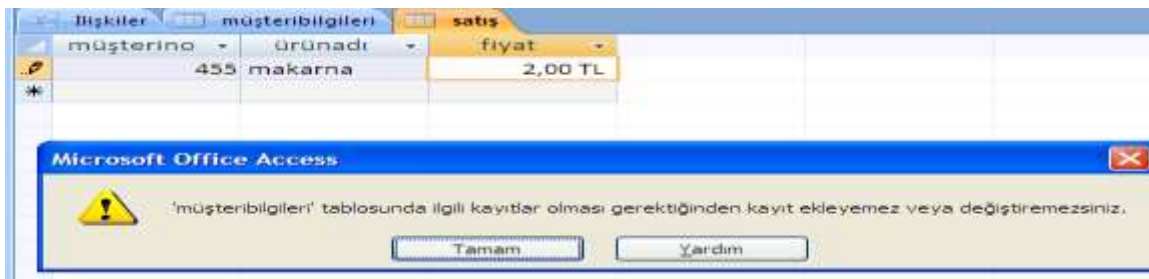 İlişkiler müşteribilgileri satış
müşterino ürünadı fiyat
455 makarna 2,00 TL
Microsoft Office Access
'müşteribilgileri' tablosunda ilgili kayıtlar olması gerektiğinden kayıt ekleyemez veya değiştiremezsiniz.
Tamam Yardım